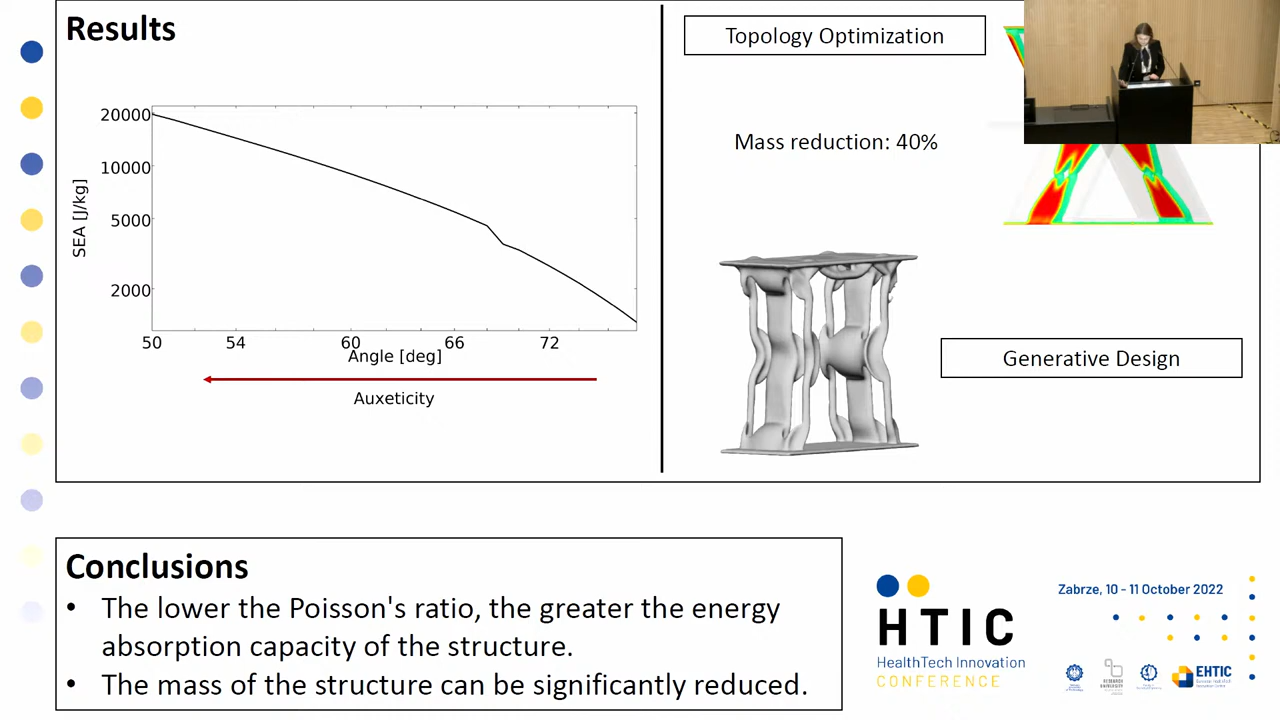 Results
20000
10000
5000
2000
SEA [J/kg]
50 54 60 66 72
Angle [deg]
Auxeticity
Topology Optimization
Mass reduction: 40%
Generative Design
Conclusions
• The lower the Poisson's ratio, the greater the energy
absorption capacity of the structure.
• The mass of the structure can be significantly reduced.
HTIC
HealthTech Innovation
CONFERENCE
Zabrze, 10 - 11 October 2022
EHTIC